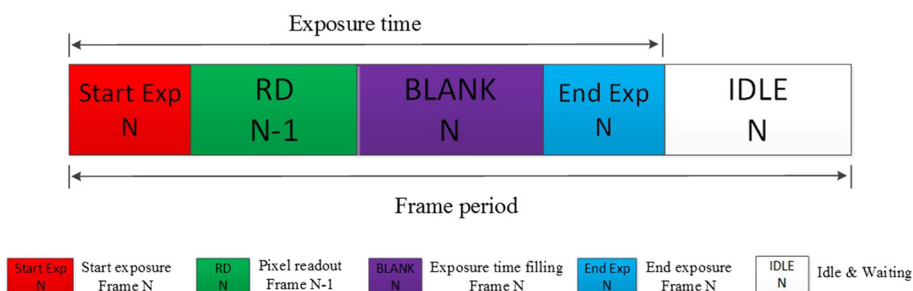 Exposure time
Start Exp
N
RD
N-1
BLANK
N
End Exp
N
IDLE
N
Frame period
Start Exp
N
Start exposure
Frame N
RD
N
Pixel readout
Frame N-1
BLANK
N
Exposure time filling
Frame N
End Exp
N
End exposure
Frame N
IDLE
N
Idle & Waiting